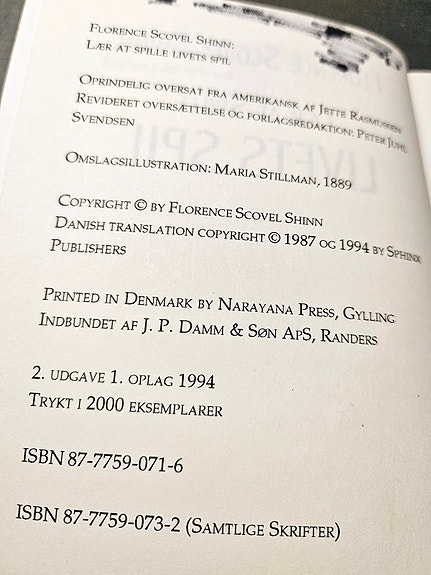 Florence Scovel Shinn:
Lær at spille livets spil
Oprindelig oversat fra amerikansk af Jette Rasmussen
Revideret oversættelse og forlagsredaktion: Peter Juhl
Svendsen
Omslagsillustration: Maria Stillman, 1889
Copyright © by Florence Scovel Shinn
Danish translation copyright © 1987 og 1994 by Sphinx
Publishers
Printed in Denmark by Narayana Press, Gylling
Indbundet af J. P. Damm & Søn ApS, Randers
2. udgave 1. oplag 1994
Trykt i 2000 eksemplarer
ISBN 87-7759-071-6
ISBN 87-7759-073-2 (Samtlige Skrifter)